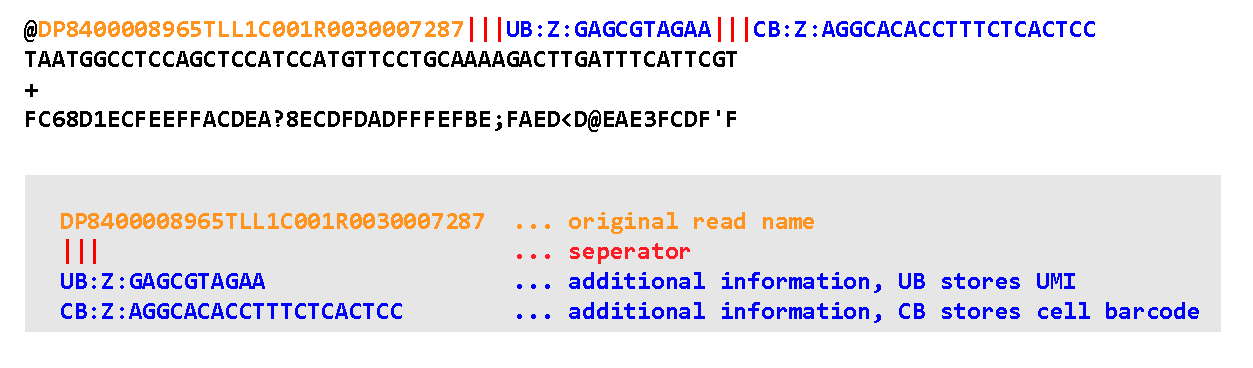 @DP8400008965TLL1C001R0030007287|||UB:Z:GAGCGTAGAA|||CB:Z:AGGCACACCTTTCTCACTCC
TAATGGCCTCCAGCTCCATCCATGTTCCTGCAAAAGACTTGATTTCATTCGT
+
FC68D1ECFEEFFACDEA?8ECDFDADFFFEFBE;FAED<D@EAE3FCDF'F
DP8400008965TLL1C001R0030007287 ... original read name
||| ... seperator
UB:Z:GAGCGTAGAA ... additional information, UB stores UMI
CB:Z:AGGCACACCTTTCTCACTCC ... additional information, CB stores cell barcode